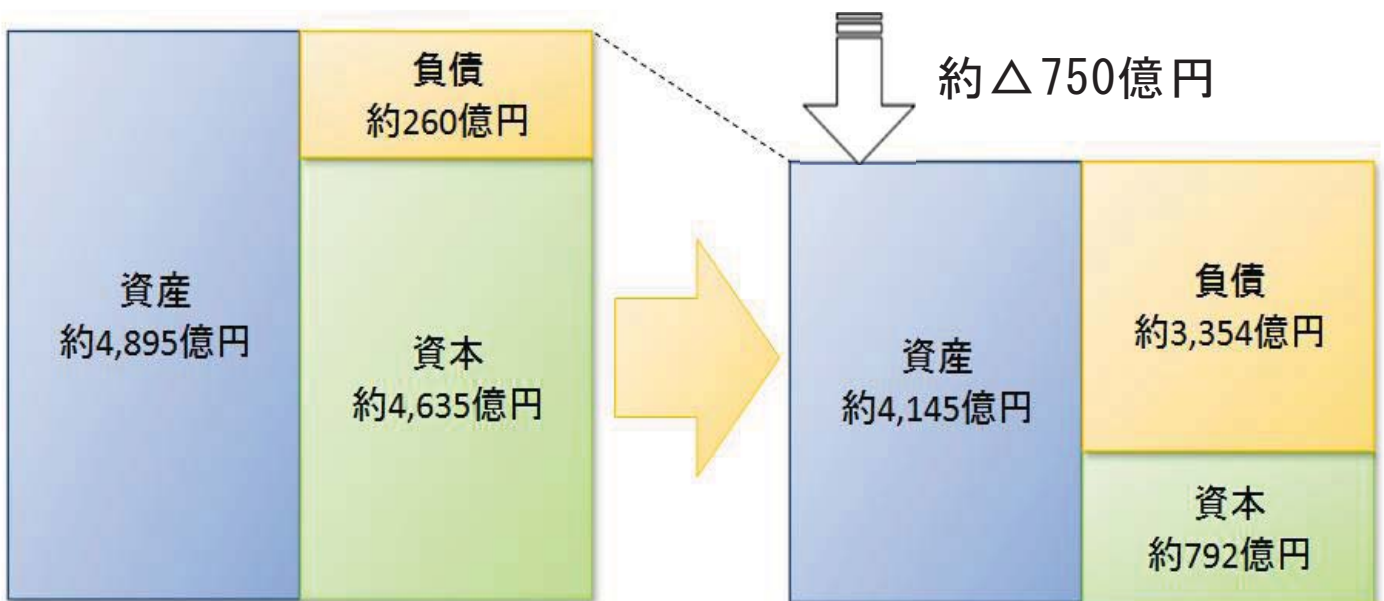 負債
約260億円
資産
約4,895億円
資本
約4,635億円
約△750億円
資産
約4,145億円
負債
約3,354億円
資本
約792億円